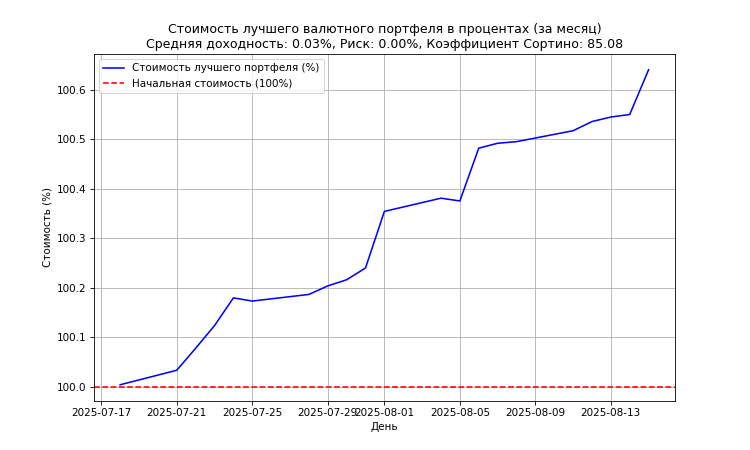 Стоимость лучшего валютного портфеля в процентах (за месяц)
Средняя доходность: 0.03%, Риск: 0.00%, Коэффициент Сортино: 85.08
Стоимость лучшего портфеля (%)
Начальная стоимость (100%)
Стоимость (%)
100.6
100.5
100.4
100.3
100.2
100.1
100.0
2025-07-17 2025-07-21 2025-07-25 2025-07-29 2025-08-01 2025-08-05 2025-08-09 2025-08-13
День